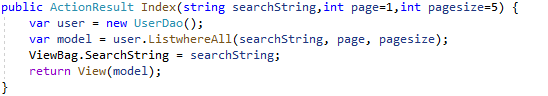 public ActionResult Index(string searchString,int page=1,int pagesize=5) {
var user = new UserDao();
var model = user.ListwhereAll(searchString, page, pagesize);
ViewBag.SearchString = searchString;
return View(model);
}